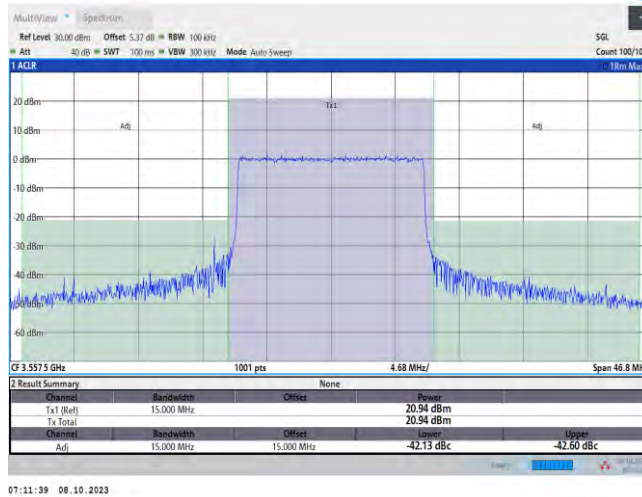 MultiView Spectrum
Ref Level 30.00 dBm Offset 5.37 dB RBW 100 kHz SGL
Att 40 dB SWT 100 ms VBW 300 kHz Mode Auto Sweep Count 100/10
1 ACLR 1Rm Ma
20 dBm
Tx1
Adj Adj
10 dBm
0 dBm
-10 dBm
-20 dBm
-30 dBm
-40 dBm
-60 dBm
CF 3.5575 GHz 1001 pts 4.68 MHz/ Span 46.8 MH
2 Result Summary None
Channel Bandwidth Offset Power
Tx1 (Ref) 15.000 MHz 20.94 dBm
Tx Total 20.94 dBm
Channel Bandwidth Offset Lower Upper
Adj 15.000 MHz 15.000 MHz -42.13 dBc -42.60 dBc
07:11:39 08.10.2023